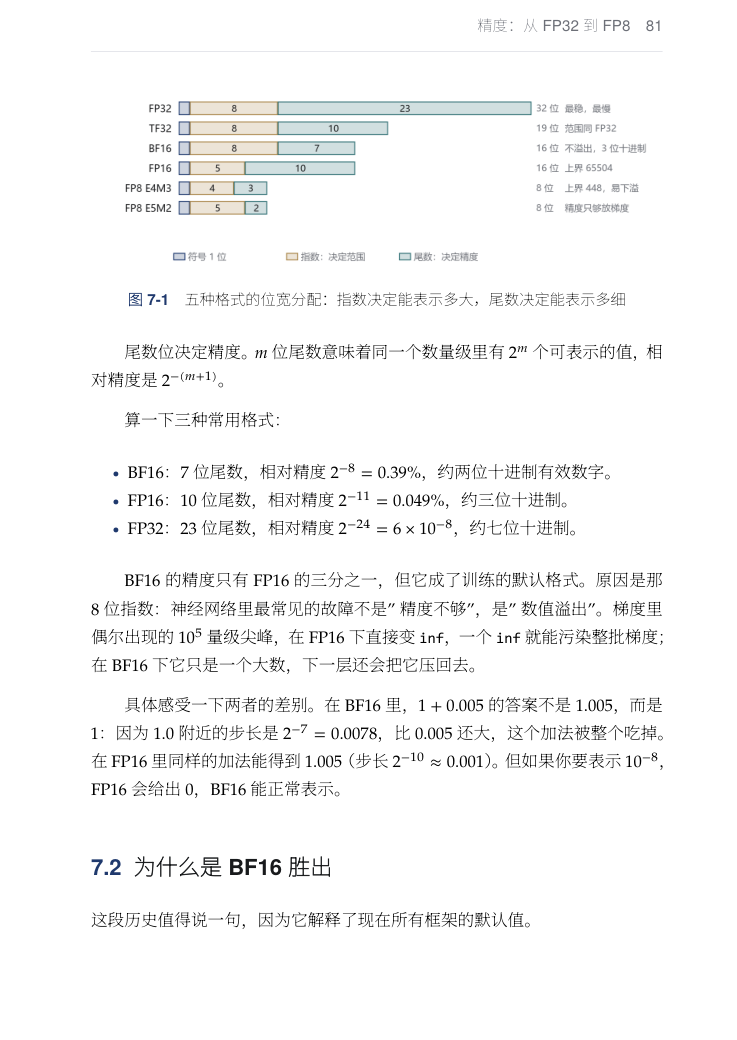 精度：从 FP32 到 FP8 81
FP32 8 23 32 位 最稳，最慢
TF32 8 10 19 位 范围同 FP32
BF16 8 7 16 位 不溢出，3 位十进制
FP16 5 10 16 位 上界 65504
FP8 E4M3 4 3 8 位 上界 448，易下溢
FP8 E5M2 5 2 8 位 精度只够放梯度
符号 1 位 指数：决定范围 尾数：决定精度
图 7-1 五种格式的位宽分配：指数决定能表示多大，尾数决定能表示多细
尾数位决定精度。m 位尾数意味着同一个数量级里有 2^m 个可表示的值，相
对精度是 2^−(m+1)。
算一下三种常用格式：
• BF16：7 位尾数，相对精度 2^−8 = 0.39%，约两位十进制有效数字。
• FP16：10 位尾数，相对精度 2^−11 = 0.049%，约三位十进制。
• FP32：23 位尾数，相对精度 2^−24 = 6 × 10^−8，约七位十进制。
BF16 的精度只有 FP16 的三分之一，但它成了训练的默认格式。原因是那
8 位指数：神经网络里最常见的故障不是" 精度不够"，是" 数值溢出"。梯度里
偶尔出现的 10^5 量级尖峰，在 FP16 下直接变 inf，一个 inf 就能污染整批梯度；
在 BF16 下它只是一个大数，下一层还会把它压回去。
具体感受一下两者的差别。在 BF16 里，1 + 0.005 的答案不是 1.005，而是
1：因为 1.0 附近的步长是 2^−7 = 0.0078，比 0.005 还大，这个加法被整个吃掉。
在 FP16 里同样的加法能得到 1.005（步长 2^−10 ≈ 0.001）。但如果你要表示 10^−8，
FP16 会给出 0，BF16 能正常表示。
7.2 为什么是 BF16 胜出
这段历史值得说一句，因为它解释了现在所有框架的默认值。